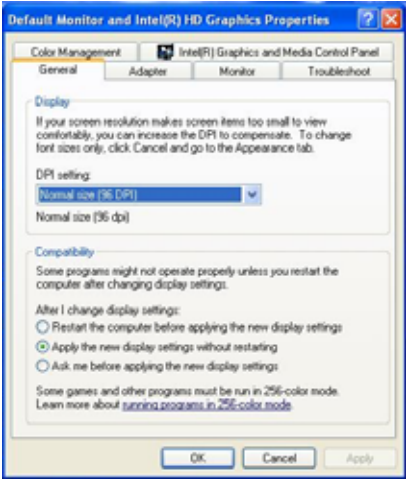 Default Monitor and Intel(R) HD Graphics Properties
Color Management
Intel(R) Graphics and Media Control Panel
General
Adapter
Monitor
Troubleshoot
Display
If your screen resolution makes screen items too small to view
comfortably, you can increase the DPI to compensate. To change
font sizes only, click Cancel and go to the Appearance tab.
DPI setting:
Normal size (96 DPI)
Normal size (96 dpi)
Compatibility
Some programs might not operate properly unless you restart the
computer after changing display settings.
After I change display settings:
Restart the computer before applying the new display settings
Apply the new display settings without restarting
Ask me before applying the new display settings
Some games and other programs must be run in 256-color mode.
Learn more about running programs in 256-color mode.
OK
Cancel
Apply